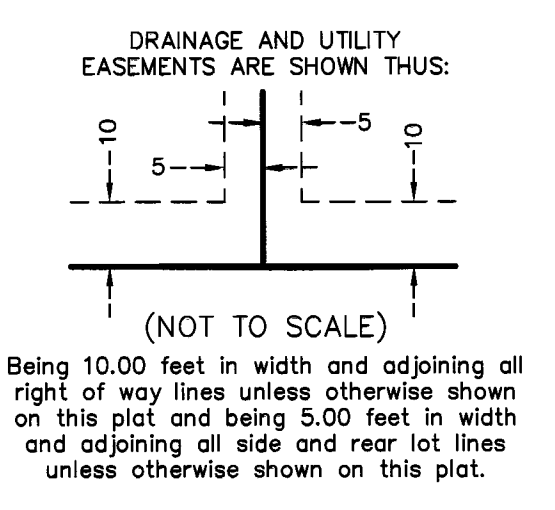 DRAINAGE AND UTILITY
EASEMENTS ARE SHOWN THUS:
10
5
5
10
(NOT TO SCALE)
Being 10.00 feet in width and adjoining all
right of way lines unless otherwise shown
on this plat and being 5.00 feet in width
and adjoining all side and rear lot lines
unless otherwise shown on this plat.